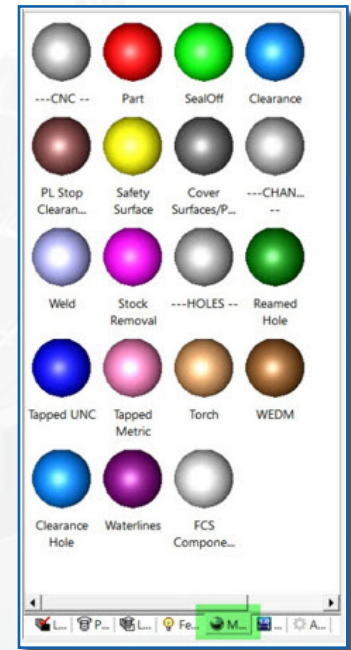 ---CNC -- Part SealOff Clearance
PL Stop Safety Cover ---CHAN...
Clearan... Surface Surfaces/P... --
Weld Stock ---HOLES -- Reamed
Removal Hole
Tapped UNC Tapped Torch WEDM
Metric
Clearance Waterlines FCS
Hole Compone...
L... P... L... Fe... M... ... A...